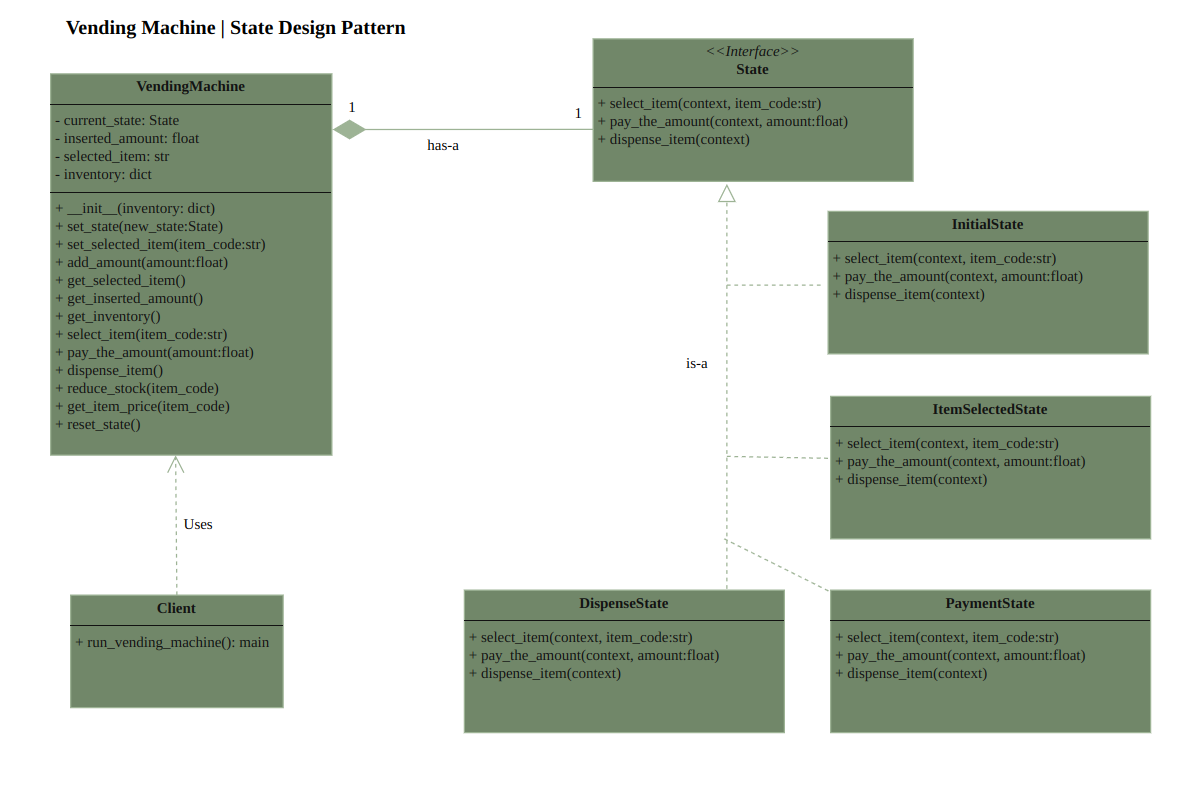 Vending Machine | State Design Pattern
VendingMachine
- current_state: State
- inserted_amount: float
- selected_item: str
- inventory: dict
+ __init__(inventory: dict)
+ set_state(new_state:State)
+ set_selected_item(item_code:str)
+ add_amount(amount:float)
+ get_selected_item()
+ get_inserted_amount()
+ get_inventory()
+ select_item(item_code:str)
+ pay_the_amount(amount:float)
+ dispense_item()
+ reduce_stock(item_code)
+ get_item_price(item_code)
+ reset_state()
1
has-a
1
<<Interface>>
State
+ select_item(context, item_code:str)
+ pay_the_amount(context, amount:float)
+ dispense_item(context)
is-a
InitialState
+ select_item(context, item_code:str)
+ pay_the_amount(context, amount:float)
+ dispense_item(context)
ItemSelectedState
+ select_item(context, item_code:str)
+ pay_the_amount(context, amount:float)
+ dispense_item(context)
Uses
Client
+ run_vending_machine(): main
DispenseState
+ select_item(context, item_code:str)
+ pay_the_amount(context, amount:float)
+ dispense_item(context)
PaymentState
+ select_item(context, item_code:str)
+ pay_the_amount(context, amount:float)
+ dispense_item(context)